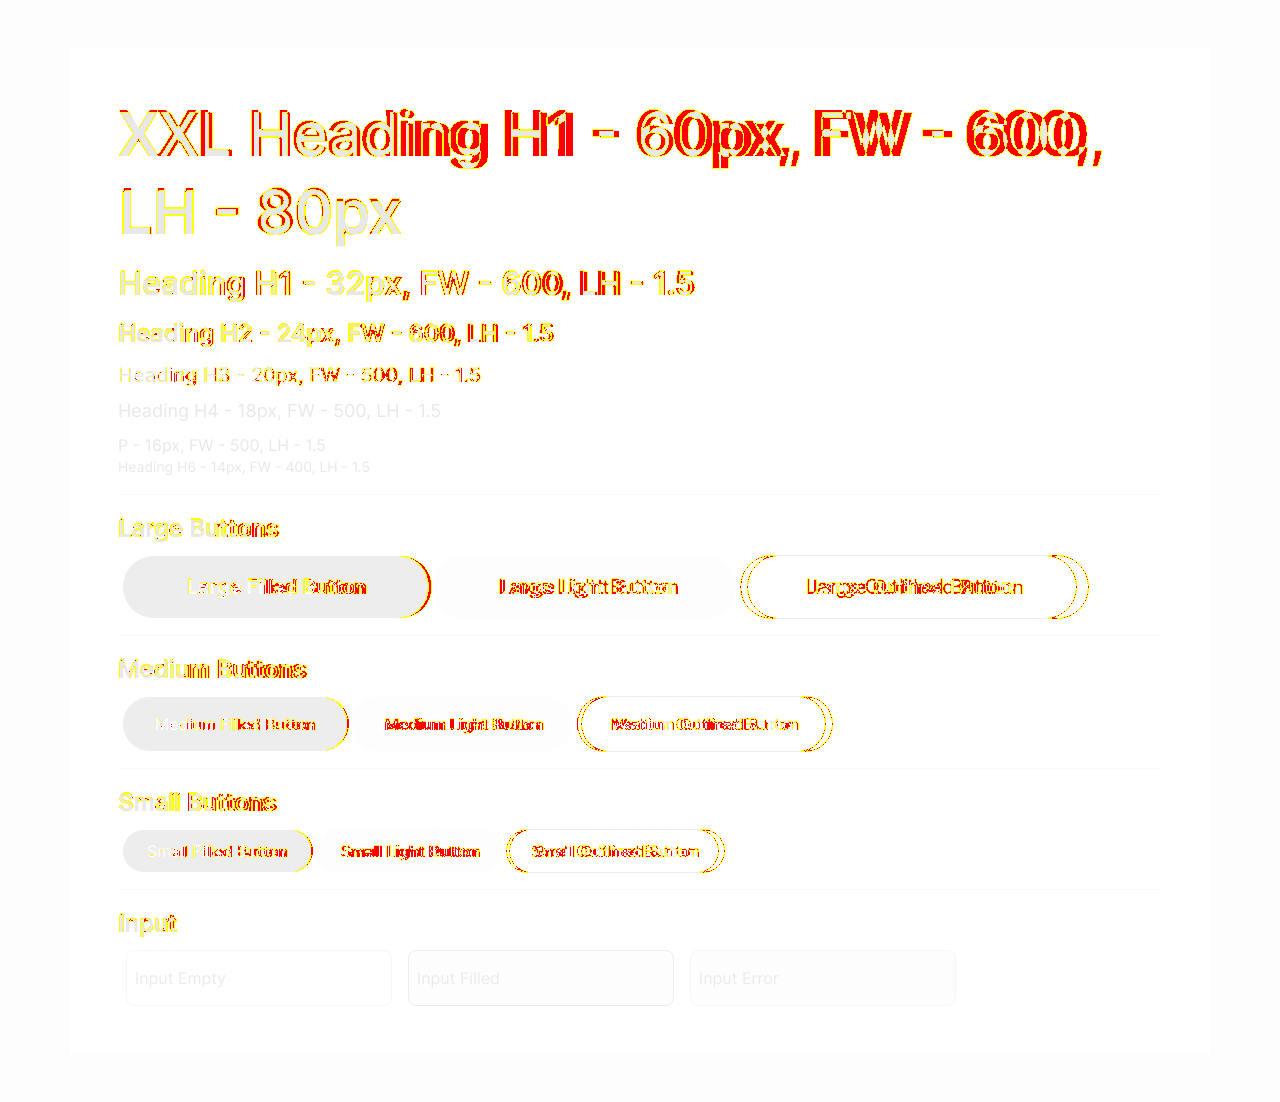 XXL Heading H1 - 60px, FW - 600,
LH - 80px
Heading H1 - 32px, FW - 600, LH - 1.5
Heading H2 - 24px, FW - 600, LH - 1.5
Heading H3 - 20px, FW - 500, LH - 1.5
Heading H4 - 18px, FW - 500, LH - 1.5
P - 16px, FW - 500, LH - 1.5
Heading H6 - 14px, FW - 400, LH - 1.5
Large Buttons
Large Filled Button Large Light Button Large Outlined Button
Medium Buttons
Medium Filled Button Medium Light Button Medium Outlined Button
Small Buttons
Small Filled Button Small Light Button Small Outlined Button
Input
Input Empty Input Filled Input Error